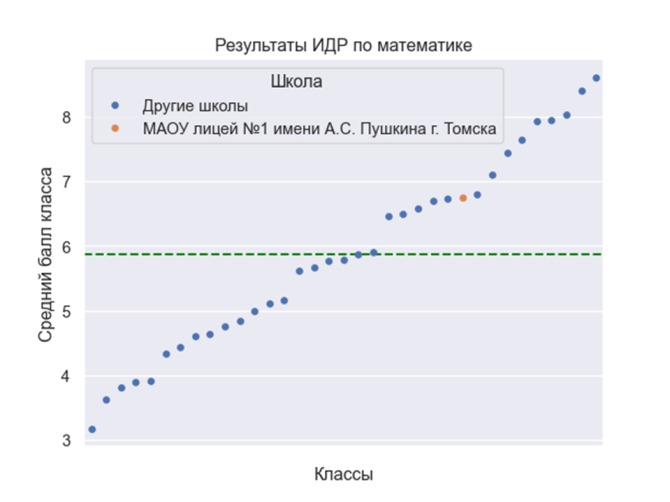 Результаты ИДР по математике
Школа
Другие школы
МАОУ лицей №1 имени А.С. Пушкина г. Томска
Средний балл класса
8
7
6
5
4
3
Классы